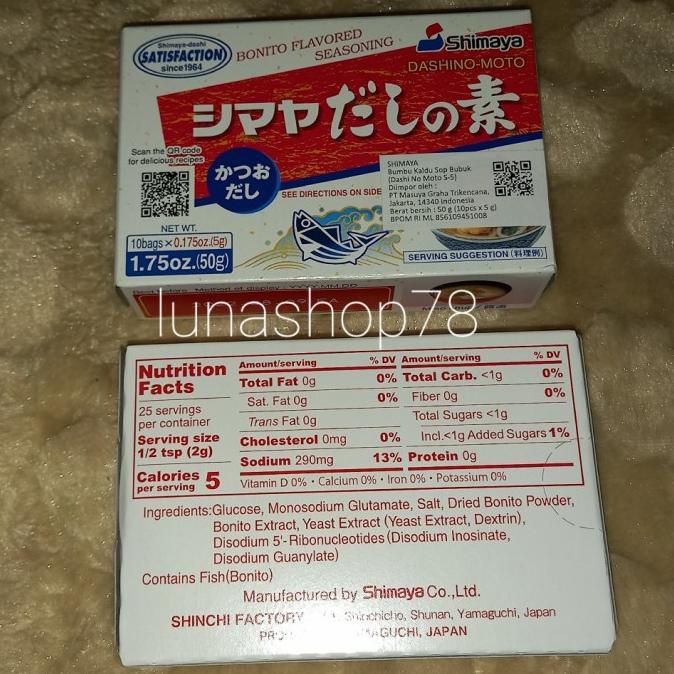 Shimaya-dashi
SATISFACTION
since1964
BONITO FLAVORED
SEASONING
Shimaya
DASHINO-MOTO
シマヤだしの素
Scan the QR code
for delicious recipes
かつお
だし
SEE DIRECTIONS ON SIDE
SHIMAYA
Bumbu Kaldu Sop Bubuk
(Dashi No Moto S-5)
Diimpor oleh :
PT Masuya Graha Trikencana,
Jakarta, 14340 Indonesia
Berat bersih : 50 g (10pcs x 5 g)
BPOM RI ML 856109451008
NET WT.
10bags×0.175oz.(5g)
1.75oz.(50g)
SERVING SUGGESTION (料理例)
Best before Method of display : YYYY.MM.DD
lunashop78
Nutrition
Facts
25 servings
per container
Serving size
1/2 tsp (2g)
Calories 5
per serving
Amount/serving % DV
Total Fat 0g 0%
Sat. Fat 0g 0%
Trans Fat 0g
Cholesterol 0mg 0%
Sodium 290mg 13%
Amount/serving % DV
Total Carb. <1g 0%
Fiber 0g 0%
Total Sugars <1g
Incl.<1g Added Sugars 1%
Protein 0g
Vitamin D 0% • Calcium 0% • Iron 0% • Potassium 0%
Ingredients:Glucose, Monosodium Glutamate, Salt, Dried Bonito Powder,
Bonito Extract, Yeast Extract (Yeast Extract, Dextrin),
Disodium 5'-Ribonucleotides (Disodium Inosinate,
Disodium Guanylate)
Contains Fish(Bonito)
Manufactured by Shimaya Co.,Ltd.
SHINCHI FACTORY Shinchicho, Shunan, Yamaguchi, Japan
JAPAN